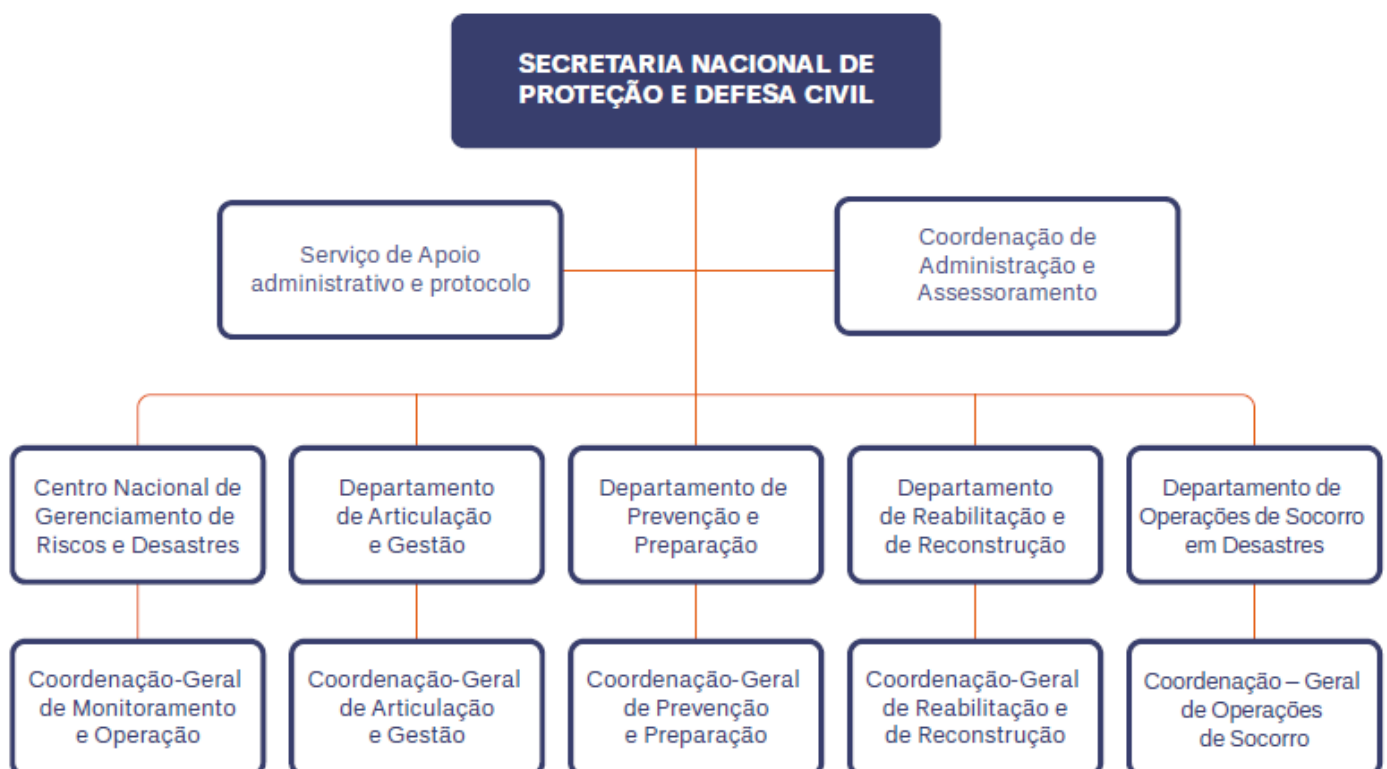 SECRETARIA NACIONAL DE
PROTEÇÃO E DEFESA CIVIL
Serviço de Apoio
administrativo e protocolo
Coordenação de
Administração e
Assessoramento
Centro Nacional de
Gerenciamento de
Riscos e Desastres
Departamento
de Articulação
e Gestão
Departamento de
Prevenção e
Preparação
Departamento
de Reabilitação e
de Reconstrução
Departamento de
Operações de Socorro
em Desastres
Coordenação-Geral
de Monitoramento
e Operação
Coordenação-Geral
de Articulação
e Gestão
Coordenação-Geral
de Prevenção
e Preparação
Coordenação-Geral
de Reabilitação e
de Reconstrução
Coordenação – Geral
de Operações
de Socorro